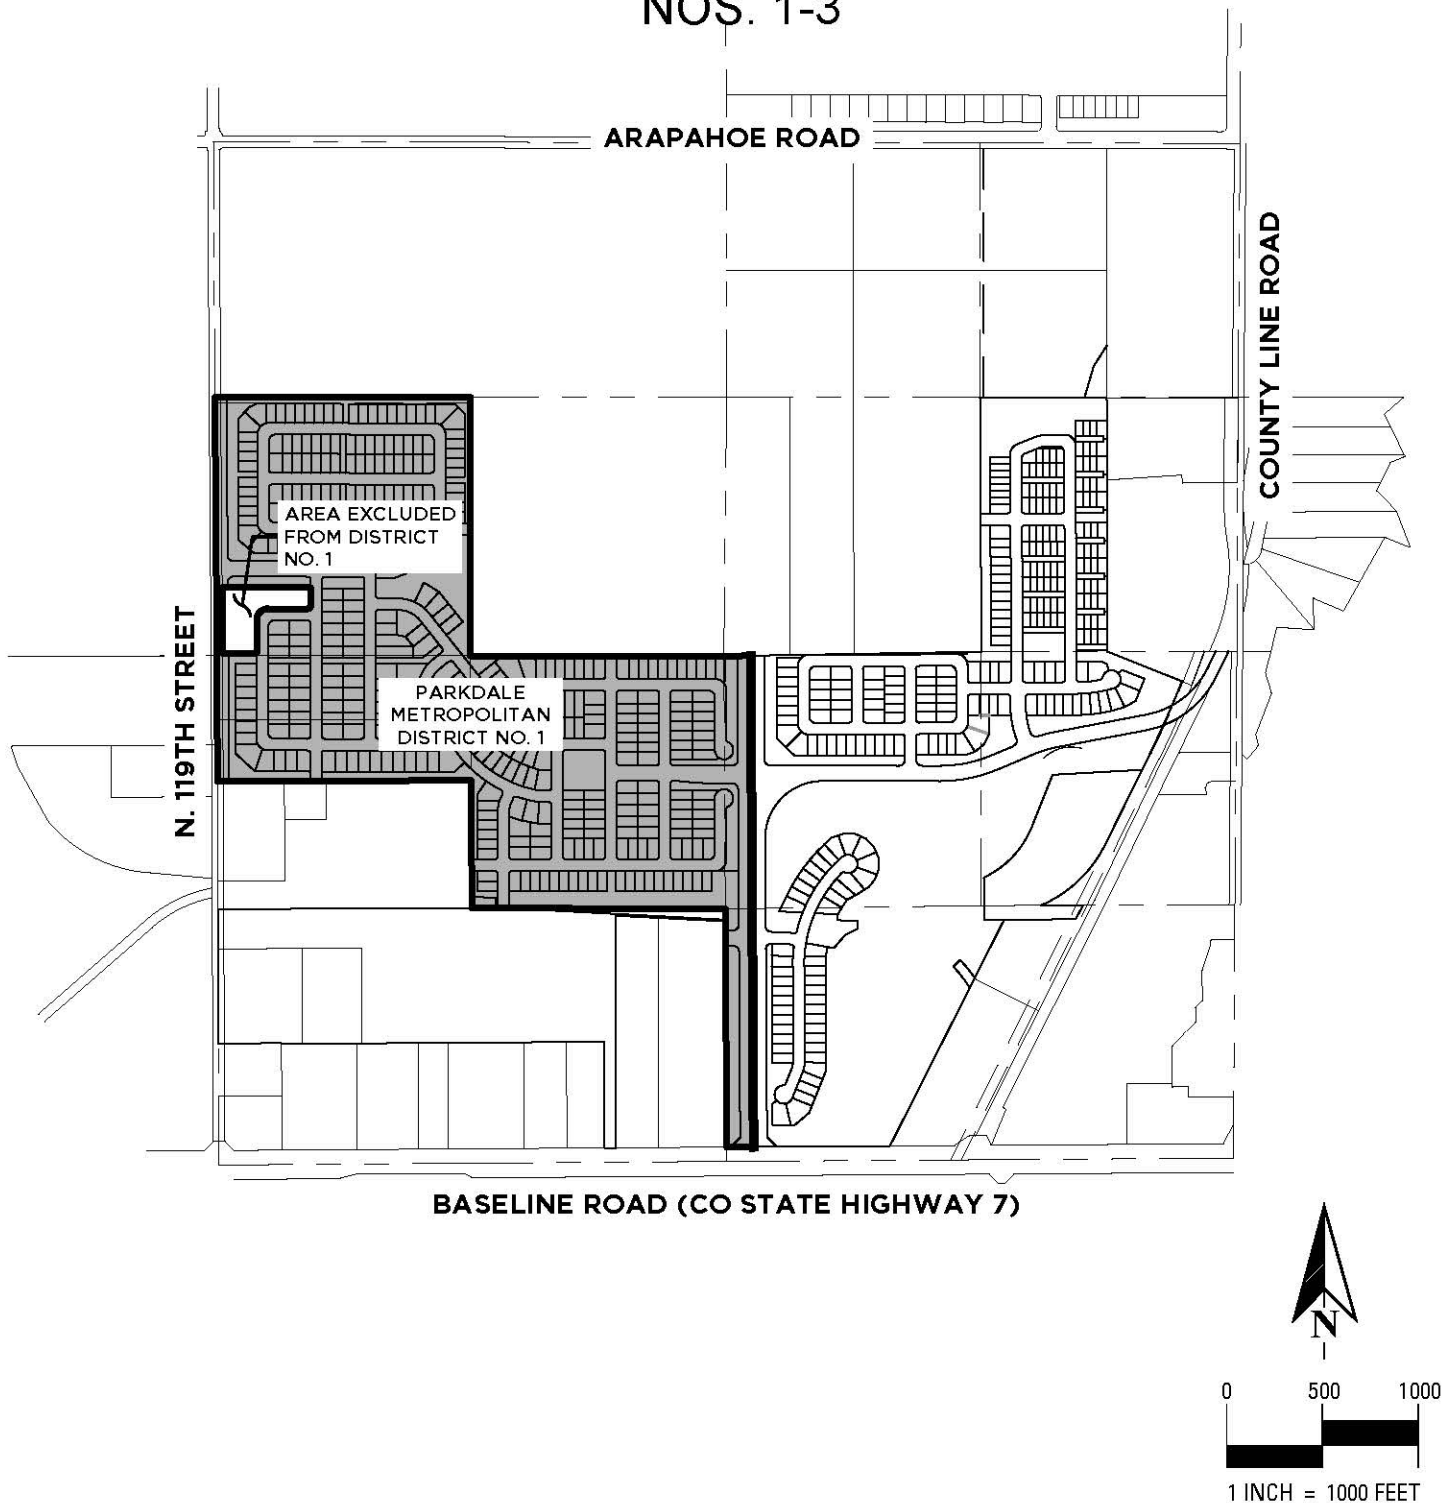 NOS. 1-3
ARAPAHOE ROAD
COUNTY LINE ROAD
AREA EXCLUDED
FROM DISTRICT
NO. 1
N. 119TH STREET
PARKDALE
METROPOLITAN
DISTRICT NO. 1
BASELINE ROAD (CO STATE HIGHWAY 7)
N
0 500 1000
1 INCH = 1000 FEET